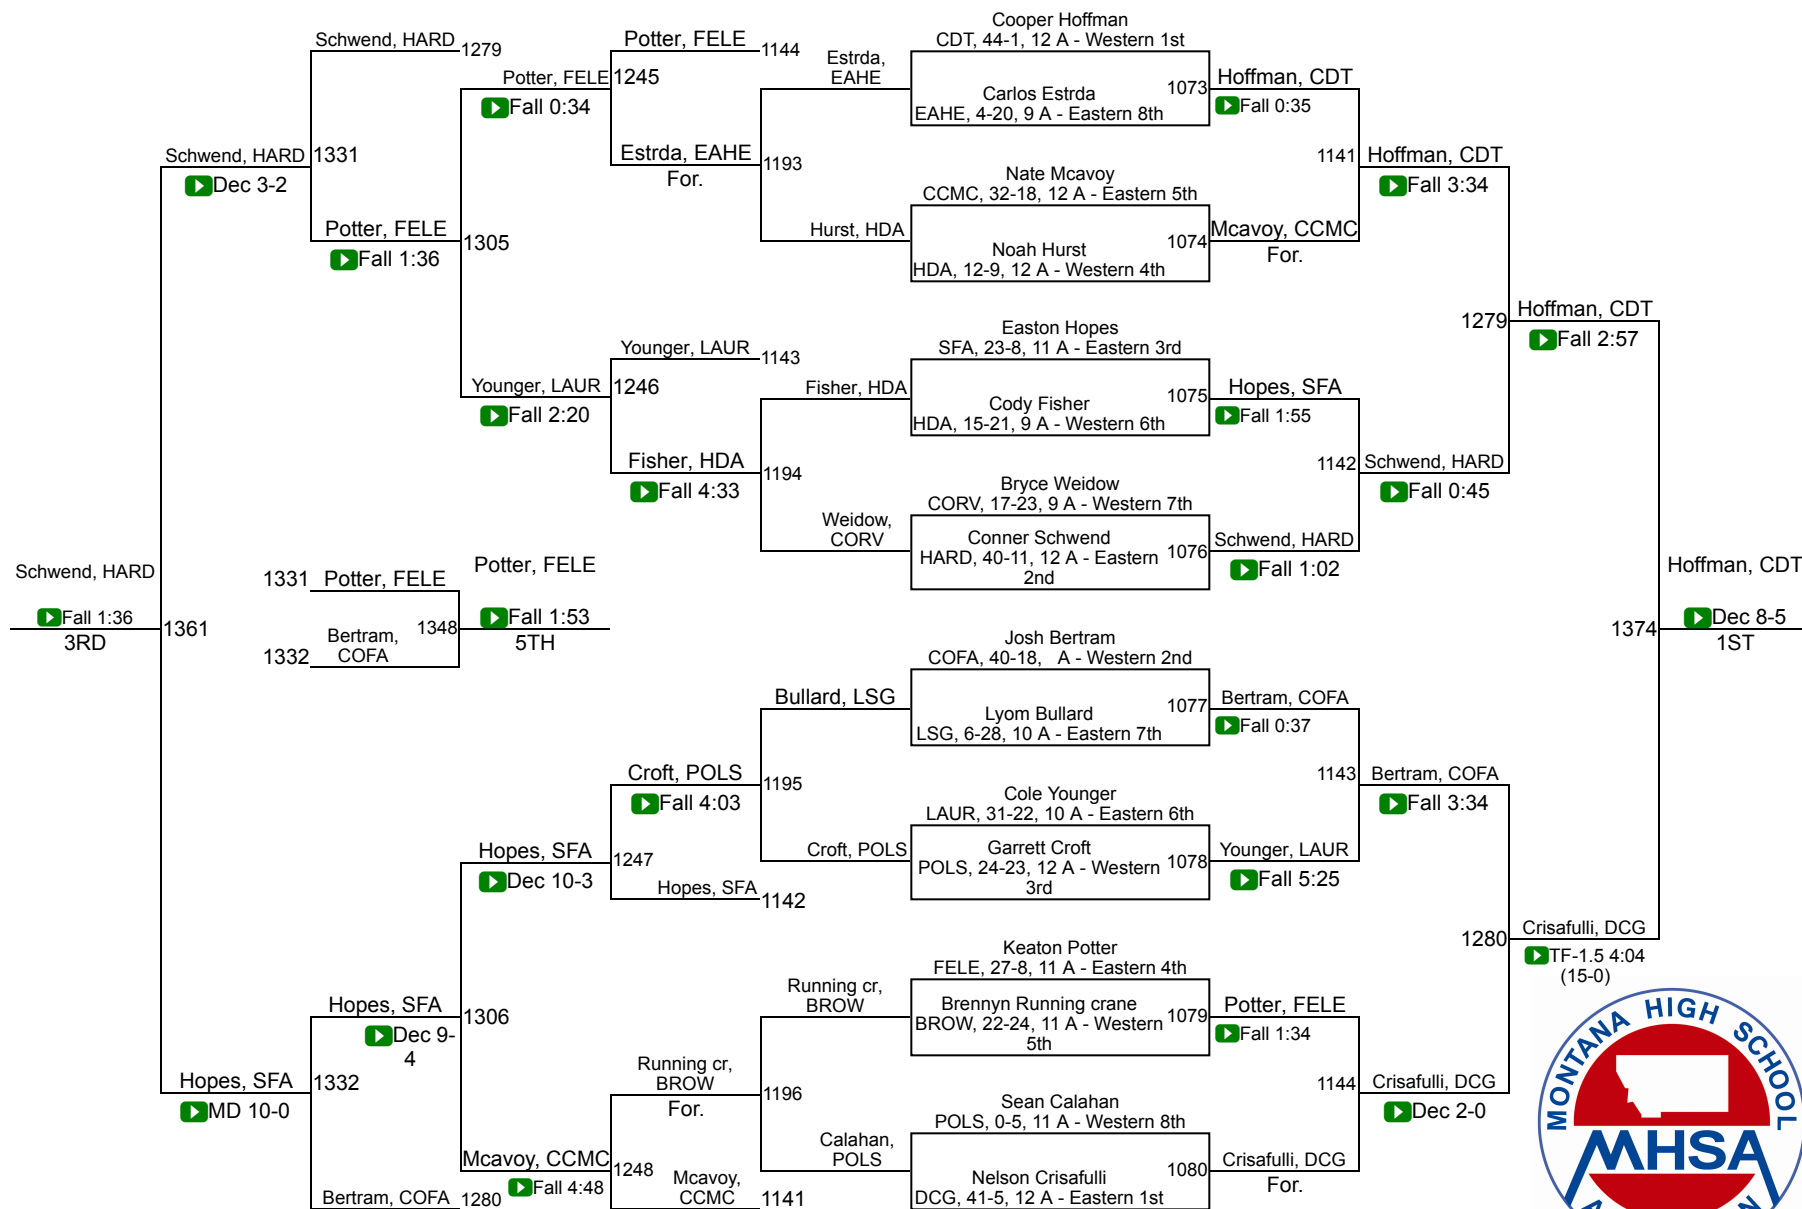 Schwend, HARD
Fall 1:36
3RD
1361
Schwend, HARD
Dec 3-2
1331
Schwend, HARD
1279
Potter, FELE
Fall 1:36
1305
Potter, FELE
Fall 0:34
1245
Potter, FELE
1144
Estrda, EAHE
For.
1193
Estrda,
EAHE
Hurst, HDA
Younger, LAUR
Fall 2:20
1246
Younger, LAUR
1143
Fisher, HDA
Fall 4:33
1194
Fisher, HDA
Weidow,
CORV
1331
Potter, FELE
1332
Bertram,
COFA
1348
Potter, FELE
Fall 1:53
5TH
Hopes, SFA
MD 10-0
1332
Hopes, SFA
Dec 9-
4
1306
Bertram, COFA
1280
Hopes, SFA
Dec 10-3
1247
Croft, POLS
Fall 4:03
1195
Bullard, LSG
Croft, POLS
Hopes, SFA
1142
Mcavoy, CCMC
Fall 4:48
1248
Running cr,
BROW
For.
1196
Running cr,
BROW
Calahan,
POLS
Mcavoy,
CCMC
1141
Cooper Hoffman
CDT, 44-1, 12 A - Western 1st
Carlos Estrda
EAHE, 4-20, 9 A - Eastern 8th
1073
Hoffman, CDT
Fall 0:35
Nate Mcavoy
CCMC, 32-18, 12 A - Eastern 5th
Noah Hurst
HDA, 12-9, 12 A - Western 4th
1074
Mcavoy, CCMC
For.
1141
Hoffman, CDT
Fall 3:34
Easton Hopes
SFA, 23-8, 11 A - Eastern 3rd
Cody Fisher
HDA, 15-21, 9 A - Western 6th
1075
Hopes, SFA
Fall 1:55
Bryce Weidow
CORV, 17-23, 9 A - Western 7th
Conner Schwend
HARD, 40-11, 12 A - Eastern
2nd
1076
Schwend, HARD
Fall 1:02
1142
Schwend, HARD
Fall 0:45
1279
Hoffman, CDT
Fall 2:57
Josh Bertram
COFA, 40-18, A - Western 2nd
Lyom Bullard
LSG, 6-28, 10 A - Eastern 7th
1077
Bertram, COFA
Fall 0:37
Cole Younger
LAUR, 31-22, 10 A - Eastern 6th
Garrett Croft
POLS, 24-23, 12 A - Western
3rd
1078
Younger, LAUR
Fall 5:25
1143
Bertram, COFA
Fall 3:34
Keaton Potter
FELE, 27-8, 11 A - Eastern 4th
Brennyn Running crane
BROW, 22-24, 11 A - Western
5th
1079
Potter, FELE
Fall 1:34
Sean Calahan
POLS, 0-5, 11 A - Western 8th
Nelson Crisafulli
DCG, 41-5, 12 A - Eastern 1st
1080
Crisafulli, DCG
For.
1144
Crisafulli, DCG
Dec 2-0
1280
Crisafulli, DCG
TF-1.5 4:04
(15-0)
1374
Hoffman, CDT
Dec 8-5
1ST
MONTANA HIGH SCHOOL
MHSA